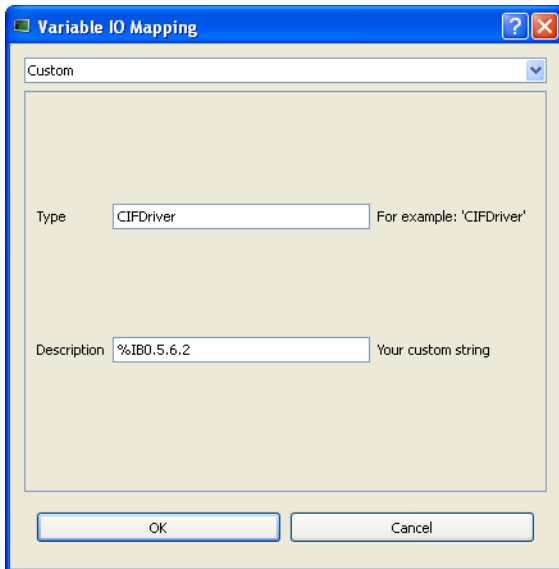 Variable IO Mapping
Custom
Type CIFDriver For example: 'CIFDriver'
Description %IB0.5.6.2 Your custom string
OK Cancel